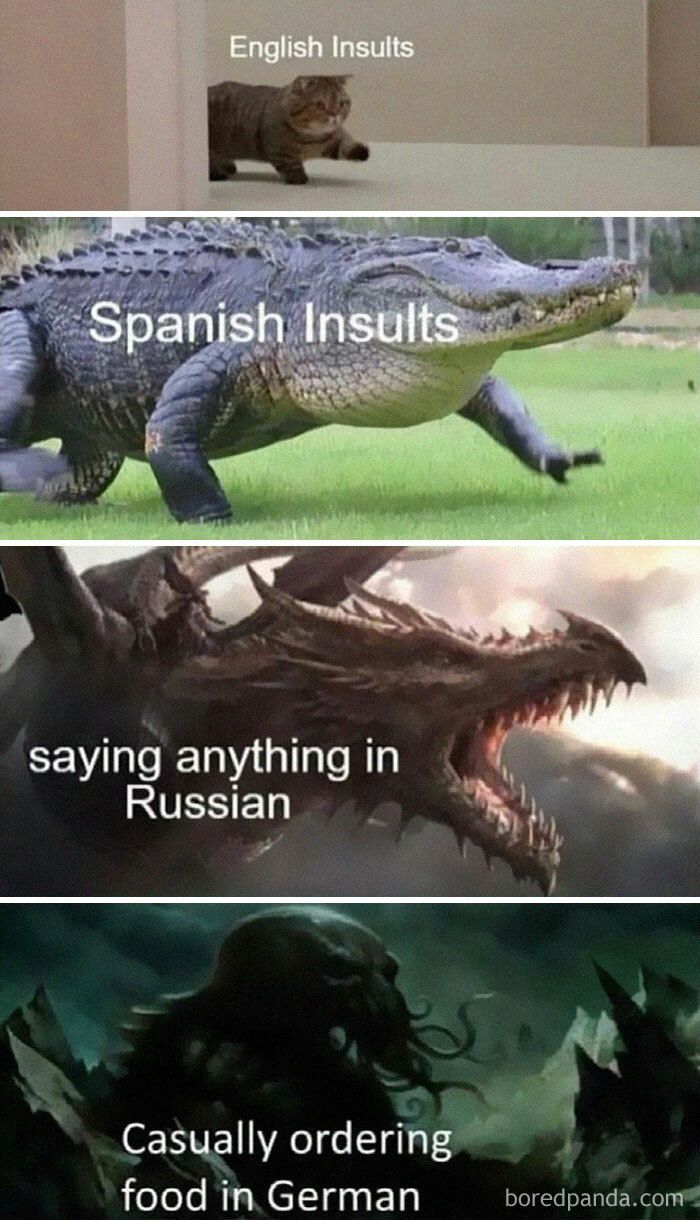 English Insults
Spanish Insults
saying anything in
Russian
Casually ordering
food in German
boredpanda.com